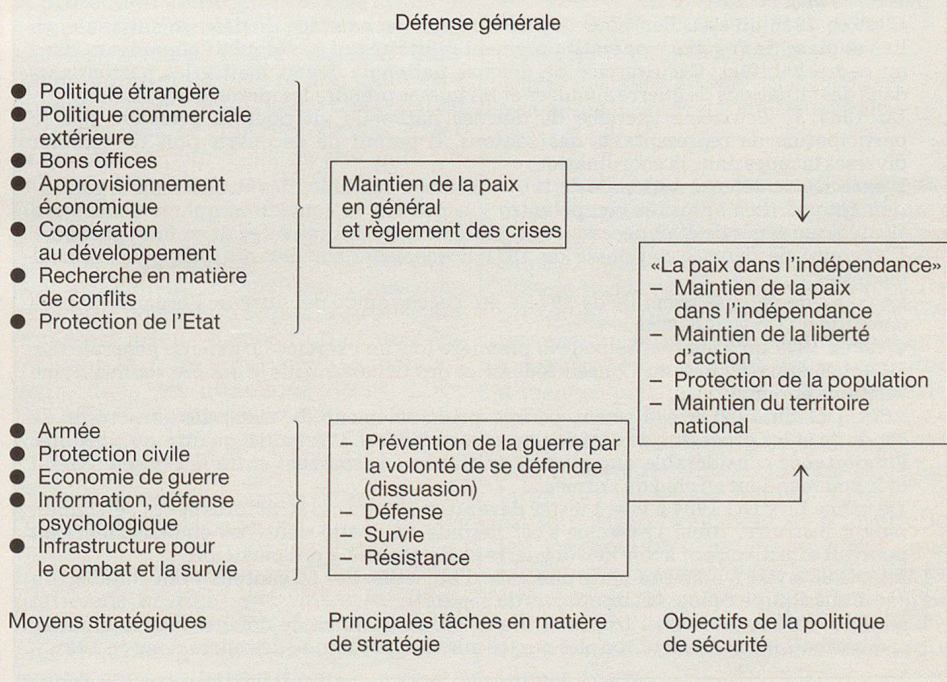 Défense générale
● Politique étrangère
● Politique commerciale
extérieure
● Bons offices
● Approvisionnement
économique
● Coopération
au développement
● Recherche en matière
de conflits
● Protection de l'Etat
Maintien de la paix
en général
et règlement des crises
● Armée
● Protection civile
● Economie de guerre
● Information, défense
psychologique
● Infrastructure pour
le combat et la survie
– Prévention de la guerre par
la volonté de se défendre
(dissuasion)
– Défense
– Survie
– Résistance
«La paix dans l'indépendance»
– Maintien de la paix
dans l'indépendance
– Maintien de la liberté
d'action
– Protection de la population
– Maintien du territoire
national
Moyens stratégiques
Principales tâches en matière
de stratégie
Objectifs de la politique
de sécurité